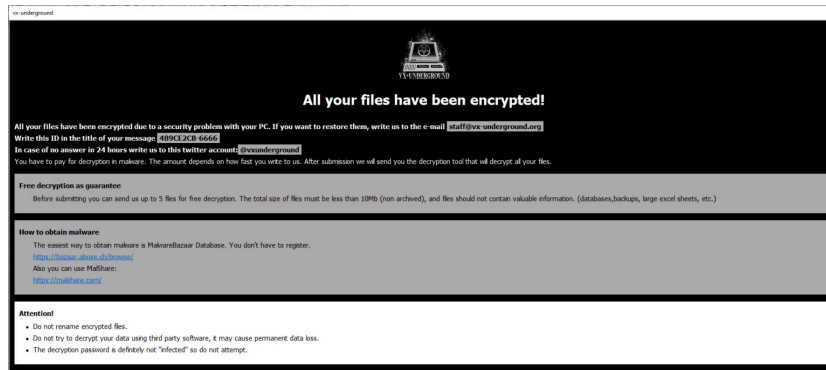 vx-underground
VX-UNDERGROUND
All your files have been encrypted!
All your files have been encrypted due to a security problem with your PC. If you want to restore them, write us to the e-mail staff@vx-underground.org
Write this ID in the title of your message 489CE2CB-6666
In case of no answer in 24 hours write us to this twitter account: @vxunderground
You have to pay for decryption in malware. The amount depends on how fast you write to us. After submission we will send you the decryption tool that will decrypt all your files.
Free decryption as guarantee
Before submitting you can send us up to 5 files for free decryption. The total size of files must be less than 10Mb (non archived), and files should not contain valuable information. (databases,backups, large excel sheets, etc.)
How to obtain malware
The easiest way to obtain malware is MalwareBazaar Database. You don't have to register.
https://bazaar.abuse.ch/browse/
Also you can use MalShare:
https://malshare.com/
Attention!
• Do not rename encrypted files.
• Do not try to decrypt your data using third party software, it may cause permanent data loss.
• The decryption password is definitely not "infected" so do not attempt.